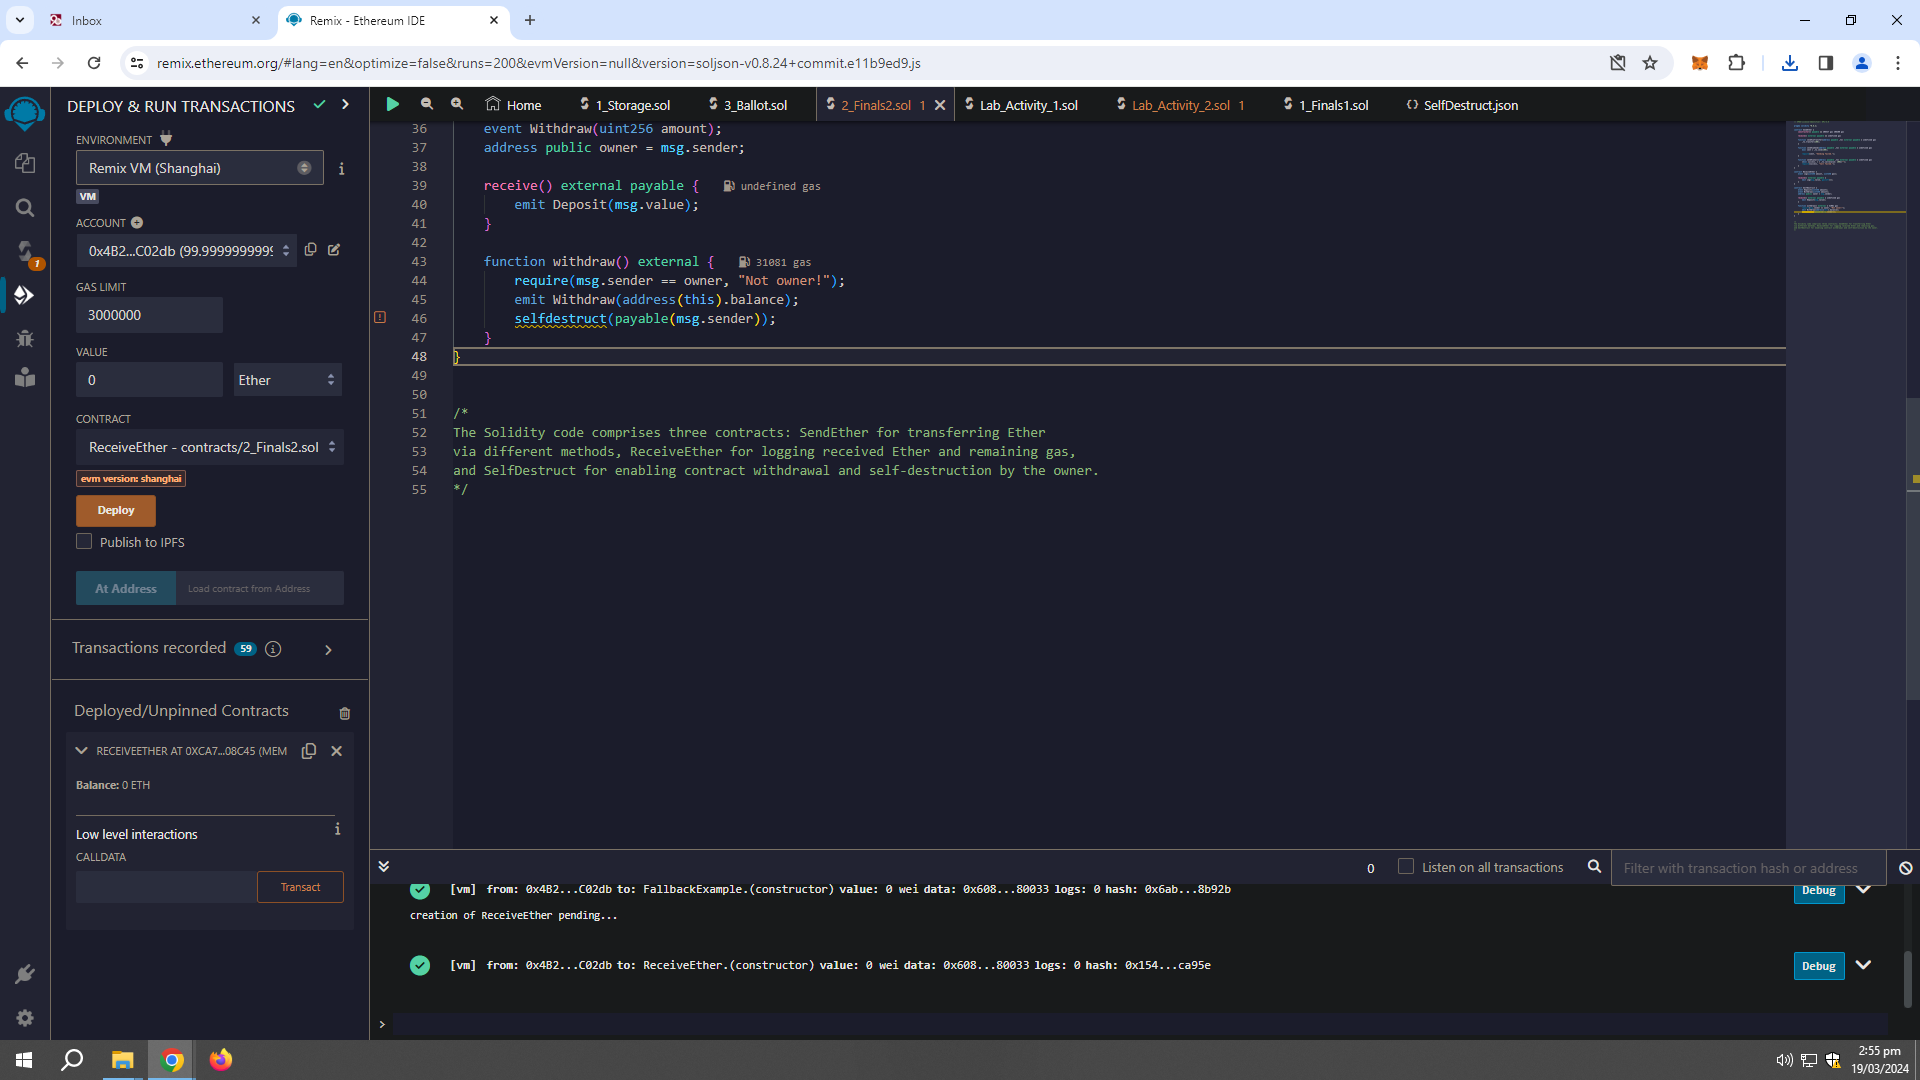 Inbox
Remix - Ethereum IDE
remix.ethereum.org/#lang=en&optimize=false&runs=200&evmVersion=null&version=soljson-v0.8.24+commit.e11b9ed9.js
DEPLOY & RUN TRANSACTIONS
ENVIRONMENT
Remix VM (Shanghai)
VM
ACCOUNT
0x4B2...C02db (99.9999999999
GAS LIMIT
3000000
VALUE
0
Ether
CONTRACT
ReceiveEther - contracts/2_Finals2.sol
evm version: shanghai
Deploy
Publish to IPFS
At Address
Load contract from Address
Transactions recorded 59
Deployed/Unpinned Contracts
RECEIVEETHER AT 0XCA7...08C45 (MEM
Balance: 0 ETH
Low level interactions
CALLDATA
Transact
1
Home
1_Storage.sol
3_Ballot.sol
2_Finals2.sol 1
Lab_Activity_1.sol
Lab_Activity_2.sol 1
1_Finals1.sol
SelfDestruct.json
36 event Withdraw(uint256 amount);
37 address public owner = msg.sender;
38
39 receive() external payable { undefined gas
40 emit Deposit(msg.value);
41 }
42
43 function withdraw() external { 31081 gas
44 require(msg.sender == owner, "Not owner!");
45 emit Withdraw(address(this).balance);
46 selfdestruct(payable(msg.sender));
47 }
48 }
49
50
51 /*
52 The Solidity code comprises three contracts: SendEther for transferring Ether
53 via different methods, ReceiveEther for logging received Ether and remaining gas,
54 and SelfDestruct for enabling contract withdrawal and self-destruction by the owner.
55 */
0
Listen on all transactions
Filter with transaction hash or address
[vm] from: 0x4B2...C02db to: FallbackExample.(constructor) value: 0 wei data: 0x608...80033 logs: 0 hash: 0x6ab...8b92b
Debug
creation of ReceiveEther pending...
[vm] from: 0x4B2...C02db to: ReceiveEther.(constructor) value: 0 wei data: 0x608...80033 logs: 0 hash: 0x154...ca95e
Debug
>
2:55 pm
19/03/2024